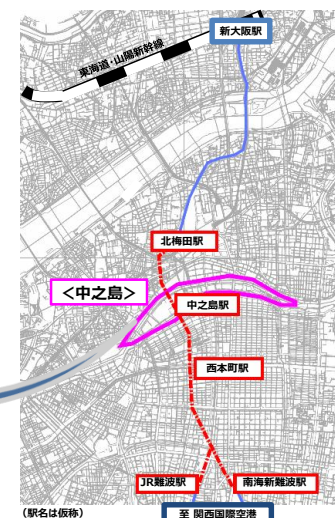 新大阪駅
東海道・山陽新幹線
北梅田駅
<中之島>
中之島駅
西本町駅
JR難波駅
南海新難波駅
(駅名は仮称)
至 関西国際空港